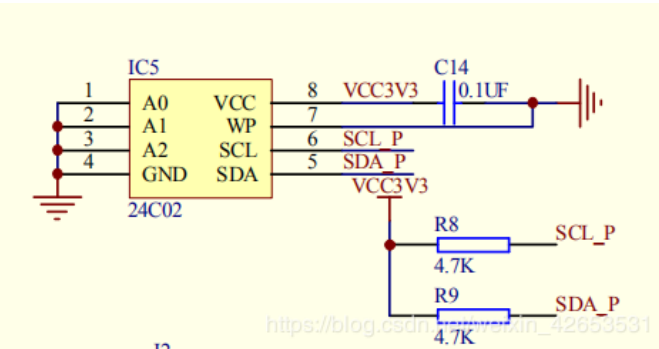 IC5
C14
1
8
VCC3V3
0.1UF
A0
VCC
2
7
A1
WP
3
6
SCL_P
A2
SCL
4
5
SDA_P
GND
SDA
VCC3V3
24C02
R8
SCL_P
4.7K
R9
SDA_P
https://blog.csdn.net/weixin_42653531
4.7K